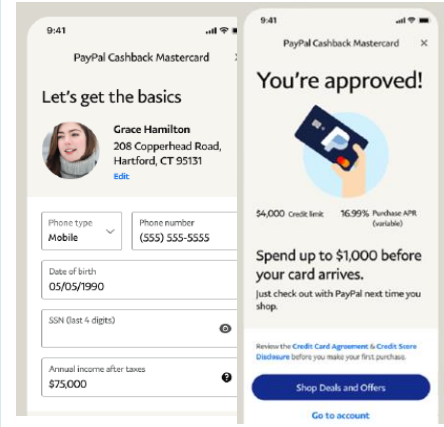 9:41
PayPal Cashback Mastercard
Let's get the basics
Grace Hamilton
208 Copperhead Road,
Hartford, CT 95131
Edit
Phone type
Mobile
Phone number
(555) 555-5555
Date of birth
05/05/1990
SSN (last 4 digits)
Annual income after taxes
$75,000
?
9:41
PayPal Cashback Mastercard
You're approved!
$4,000 Credit limit
16.99% Purchase APR
(variable)
Spend up to $1,000 before
your card arrives.
Just check out with PayPal next time you
shop.
Review the Credit Card Agreement & Credit Score
Disclosure before you make your first purchase.
Shop Deals and Offers
Go to account